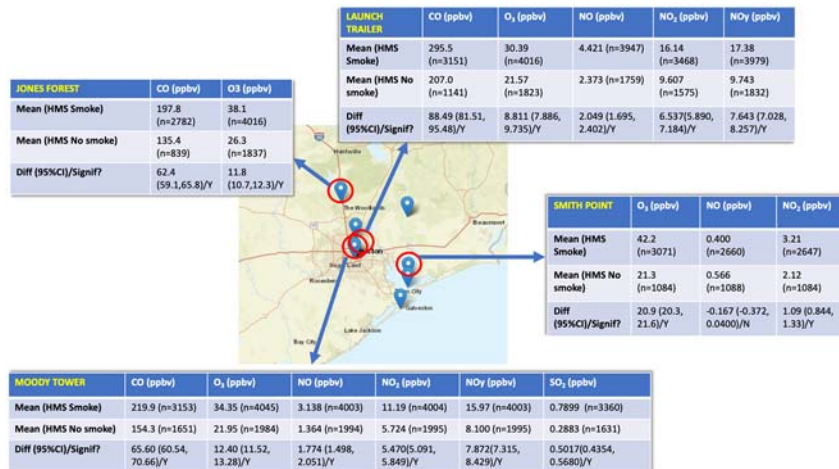 LAUNCH TRAILER CO (ppbv) O₃ (ppbv) NO (ppbv) NO₂ (ppbv) NOy (ppbv)
Mean (HMS Smoke) 295.5 (n=3151) 30.39 (n=4016) 4.421 (n=3947) 16.14 (n=3468) 17.38 (n=3979)
Mean (HMS No smoke) 207.0 (n=1141) 21.57 (n=1823) 2.373 (n=1759) 9.607 (n=1575) 9.743 (n=1832)
Diff (95%CI)/Signif? 88.49 (81.51, 95.48)/Y 8.811 (7.886, 9.735)/Y 2.049 (1.695, 2.402)/Y 6.537(5.890, 7.184)/Y 7.643 (7.028, 8.257)/Y
JONES FOREST CO (ppbv) O3 (ppbv)
Mean (HMS Smoke) 197.8 (n=2782) 38.1 (n=4016)
Mean (HMS No smoke) 135.4 (n=839) 26.3 (n=1837)
Diff (95%CI)/Signif? 62.4 (59.1,65.8)/Y 11.8 (10.7,12.3)/Y
Huntsville
The Woodlands
Beaumont
Sugar Land
Rosenberg
City
Galveston
Lake Jackson
Bay City
SMITH POINT O₃ (ppbv) NO (ppbv) NO₂ (ppbv)
Mean (HMS Smoke) 42.2 (n=3071) 0.400 (n=2660) 3.21 (n=2647)
Mean (HMS No smoke) 21.3 (n=1084) 0.566 (n=1088) 2.12 (n=1084)
Diff (95%CI)/Signif? 20.9 (20.3, 21.6)/Y -0.167 (-0.372, 0.0400)/N 1.09 (0.844, 1.33)/Y
MOODY TOWER CO (ppbv) O₃ (ppbv) NO (ppbv) NO₂ (ppbv) NOy (ppbv) SO₂ (ppbv)
Mean (HMS Smoke) 219.9 (n=3153) 34.35 (n=4045) 3.138 (n=4003) 11.19 (n=4004) 15.97 (n=4003) 0.7899 (n=3360)
Mean (HMS No smoke) 154.3 (n=1651) 21.95 (n=1984) 1.364 (n=1994) 5.724 (n=1995) 8.100 (n=1995) 0.2883 (n=1631)
Diff (95%CI)/Signif? 65.60 (60.54, 70.66)/Y 12.40 (11.52, 13.28)/Y 1.774 (1.498, 2.051)/Y 5.470(5.091, 5.849)/Y 7.872(7.315, 8.429)/Y 0.5017(0.4354, 0.5680)/Y